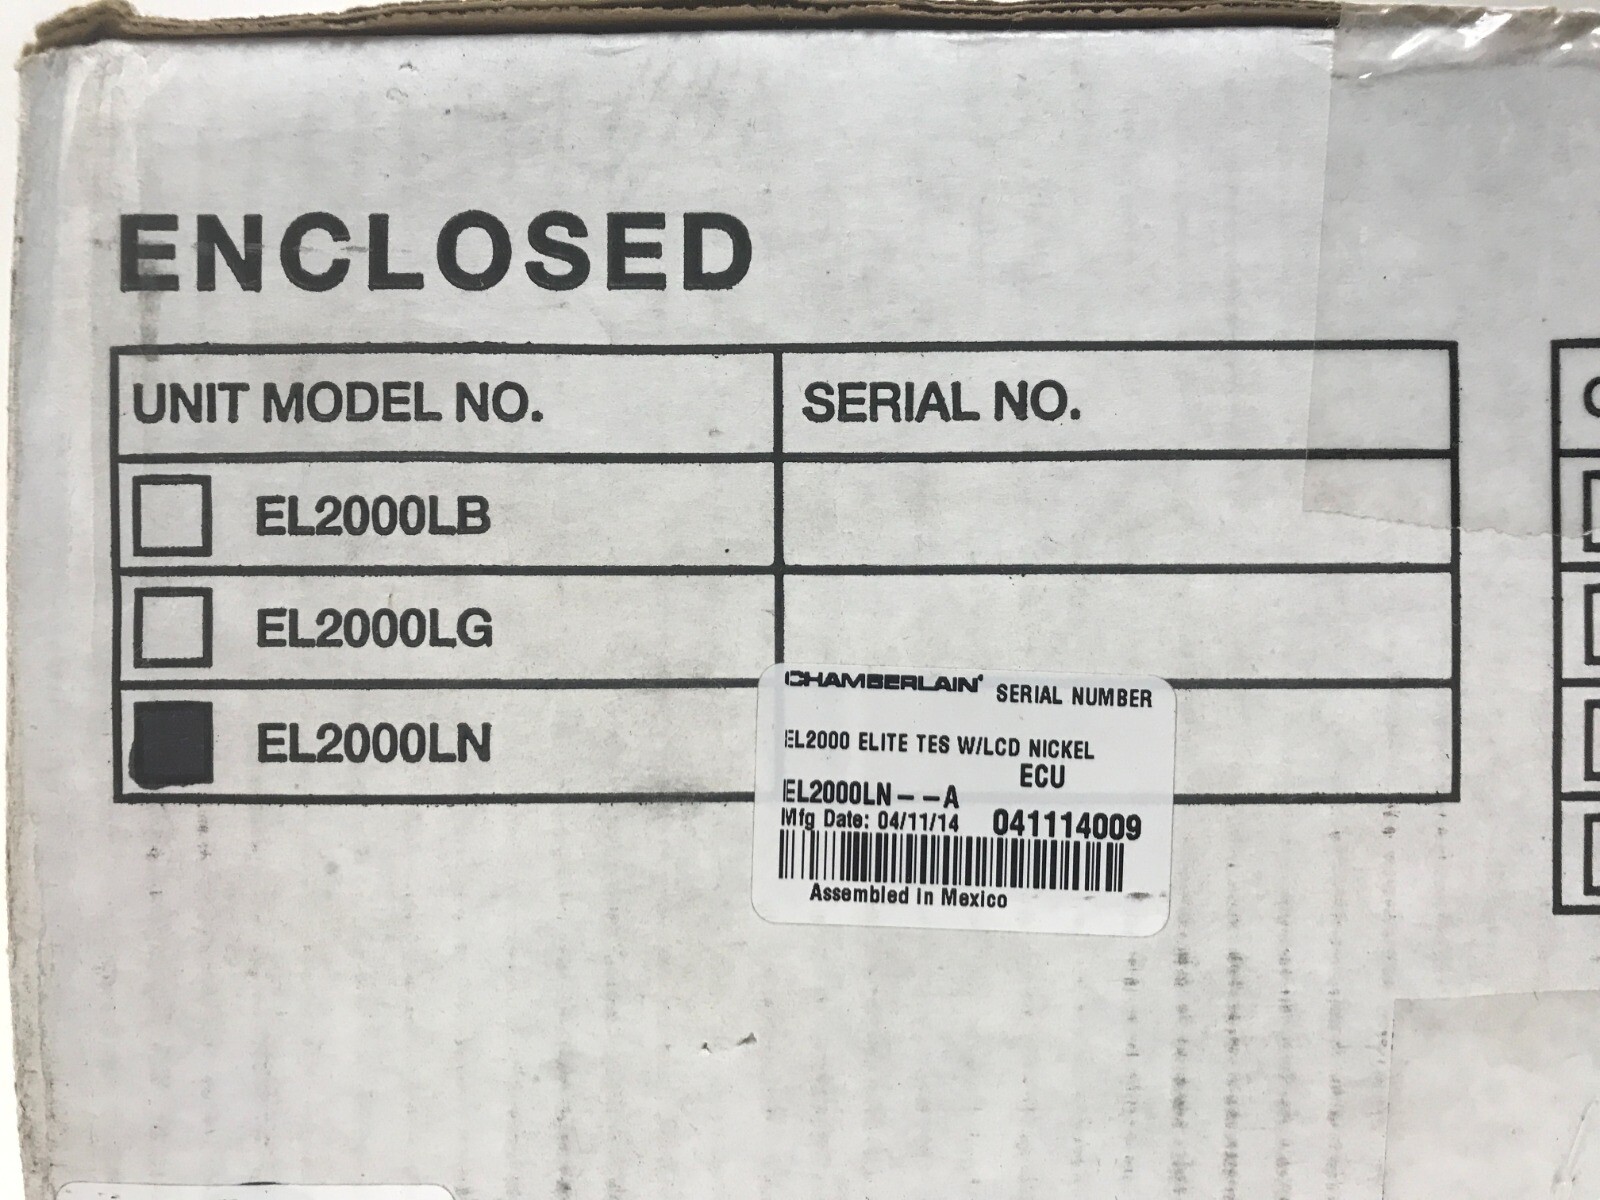 ENCLOSED
UNIT MODEL NO. SERIAL NO.
EL2000LB
EL2000LG
EL2000LN
CHAMBERLAIN SERIAL NUMBER
EL2000 ELITE TES W/LCD NICKEL
ECU
EL2000LN--A
Mfg Date: 04/11/14 041114009
Assembled in Mexico